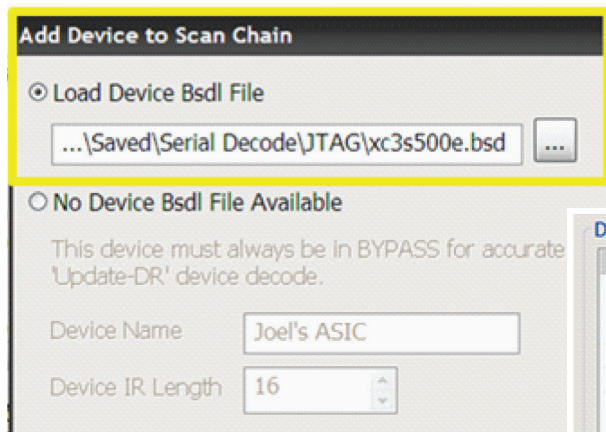 Add Device to Scan Chain
Load Device Bsdl File
...\Saved\Serial Decode\JTAG\xc3s500e.bsd ...
No Device Bsdl File Available
This device must always be in BYPASS for accurate
'Update-DR' device decode.
Device Name Joel's ASIC
Device IR Length 16
D